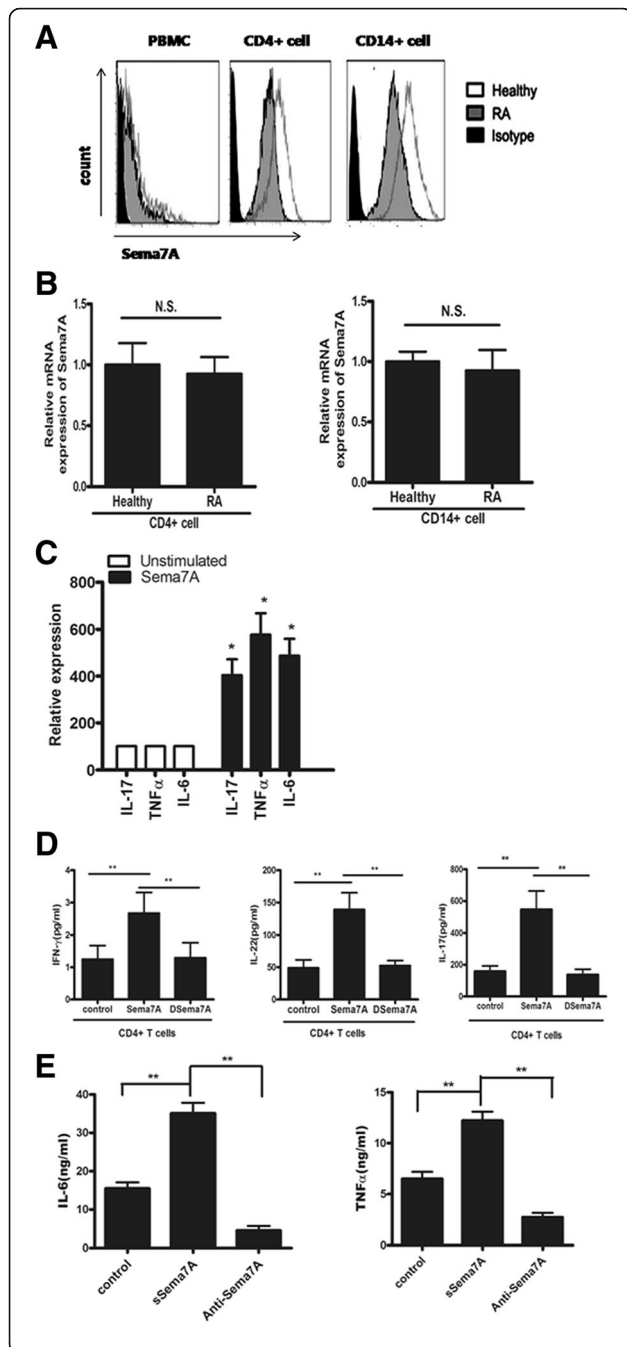 A
PBMC CD4+ cell CD14+ cell
count
Sema7A
Healthy
RA
Isotype
B
Relative mRNA
expression of Sema7A
1.5
1.0
0.5
0.0
N.S.
Healthy RA
CD4+ cell
Relative mRNA
expression of Sema7A
1.5
1.0
0.5
0.0
N.S.
Healthy RA
CD14+ cell
C
Unstimulated
Sema7A
Relative expression
800
600
400
200
0
* * *
IL-17 TNFα IL-6 IL-17 TNFα IL-6
D
IFN-γ(pg/ml)
4
3
2
1
0
** **
control Sema7A DSema7A
CD4+ T cells
IL-22(pg/ml)
200
150
100
50
0
** **
control Sema7A DSema7A
CD4+ T cells
IL-17(pg/ml)
800
600
400
200
0
** **
control Sema7A DSema7A
CD4+ T cells
E
IL-6(ng/ml)
40
30
20
10
0
** **
control sSema7A Anti-Sema7A
TNFα(ng/ml)
15
10
5
0
** **
control sSema7A Anti-Sema7A